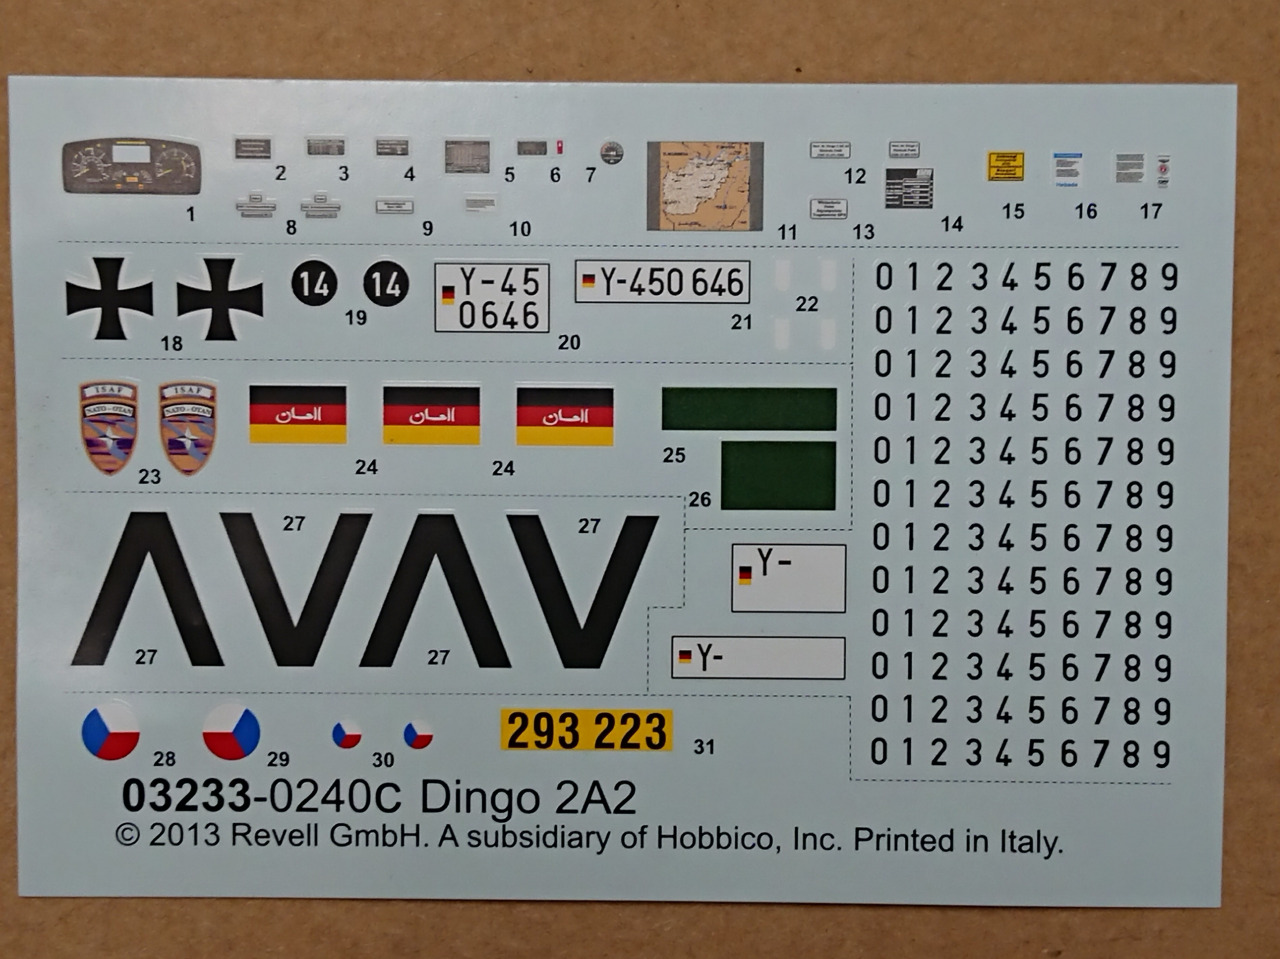 1
2
3
4
5
6
7
8
9
10
11
12
13
14
15
16
17
18
14
14
19
Y-45
0646
20
Y-450 646
21
22
ISAF
NATO-OTAN
ISAF
NATO-OTAN
23
المان
المان
المان
24
24
25
26
27
27
27
27
Y-
Y-
28
29
30
293 223
31
0 1 2 3 4 5 6 7 8 9
0 1 2 3 4 5 6 7 8 9
0 1 2 3 4 5 6 7 8 9
0 1 2 3 4 5 6 7 8 9
0 1 2 3 4 5 6 7 8 9
0 1 2 3 4 5 6 7 8 9
0 1 2 3 4 5 6 7 8 9
0 1 2 3 4 5 6 7 8 9
0 1 2 3 4 5 6 7 8 9
0 1 2 3 4 5 6 7 8 9
0 1 2 3 4 5 6 7 8 9
0 1 2 3 4 5 6 7 8 9
03233-0240C Dingo 2A2
© 2013 Revell GmbH. A subsidiary of Hobbico, Inc. Printed in Italy.